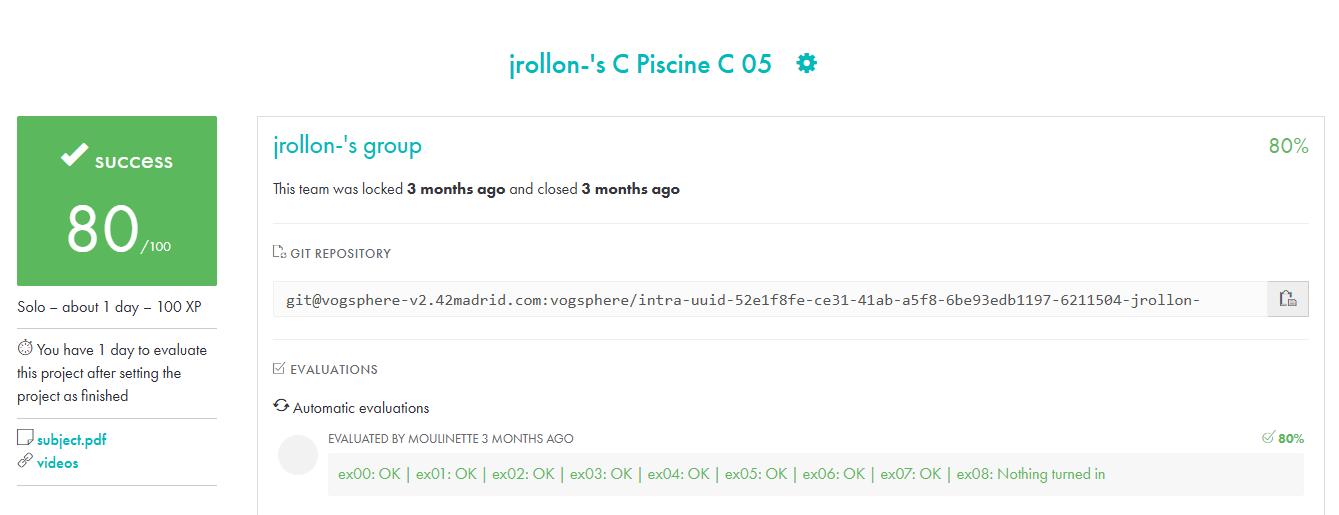 jrollon-'s C Piscine C 05
success
80/100
Solo – about 1 day – 100 XP
You have 1 day to evaluate
this project after setting the
project as finished
subject.pdf
videos
jrollon-'s group
80%
This team was locked 3 months ago and closed 3 months ago
GIT REPOSITORY
git@vogsphere-v2.42madrid.com:vogsphere/intra-uuid-52e1f8fe-ce31-41ab-a5f8-6be93edb1197-6211504-jrollon-
EVALUATIONS
Automatic evaluations
EVALUATED BY MOULINETTE 3 MONTHS AGO
80%
ex00: OK | ex01: OK | ex02: OK | ex03: OK | ex04: OK | ex05: OK | ex06: OK | ex07: OK | ex08: Nothing turned in